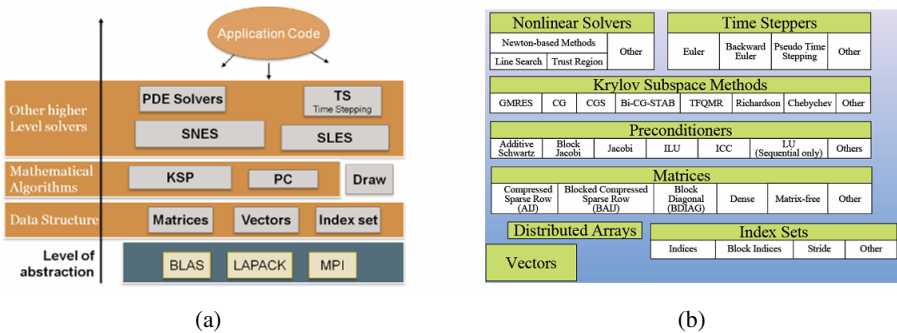 Application Code
Other higher
Level solvers
PDE Solvers
TS
Time Stepping
SNES
SLES
Mathematical
Algorithms
KSP
PC
Draw
Data Structure
Matrices
Vectors
Index set
Level of
abstraction
BLAS
LAPACK
MPI
(a)
Nonlinear Solvers
Newton-based Methods
Other
Line Search
Trust Region
Time Steppers
Euler
Backward
Euler
Pseudo Time
Stepping
Other
Krylov Subspace Methods
GMRES
CG
CGS
Bi-CG-STAB
TFQMR
Richardson
Chebychev
Other
Preconditioners
Additive
Schwartz
Block
Jacobi
Jacobi
ILU
ICC
LU
(Sequential only)
Others
Matrices
Compressed
Sparse Row
(AIJ)
Blocked Compressed
Sparse Row
(BAIJ)
Block
Diagonal
(BDIAG)
Dense
Matrix-free
Other
Distributed Arrays
Index Sets
Indices
Block Indices
Stride
Other
Vectors
(b)